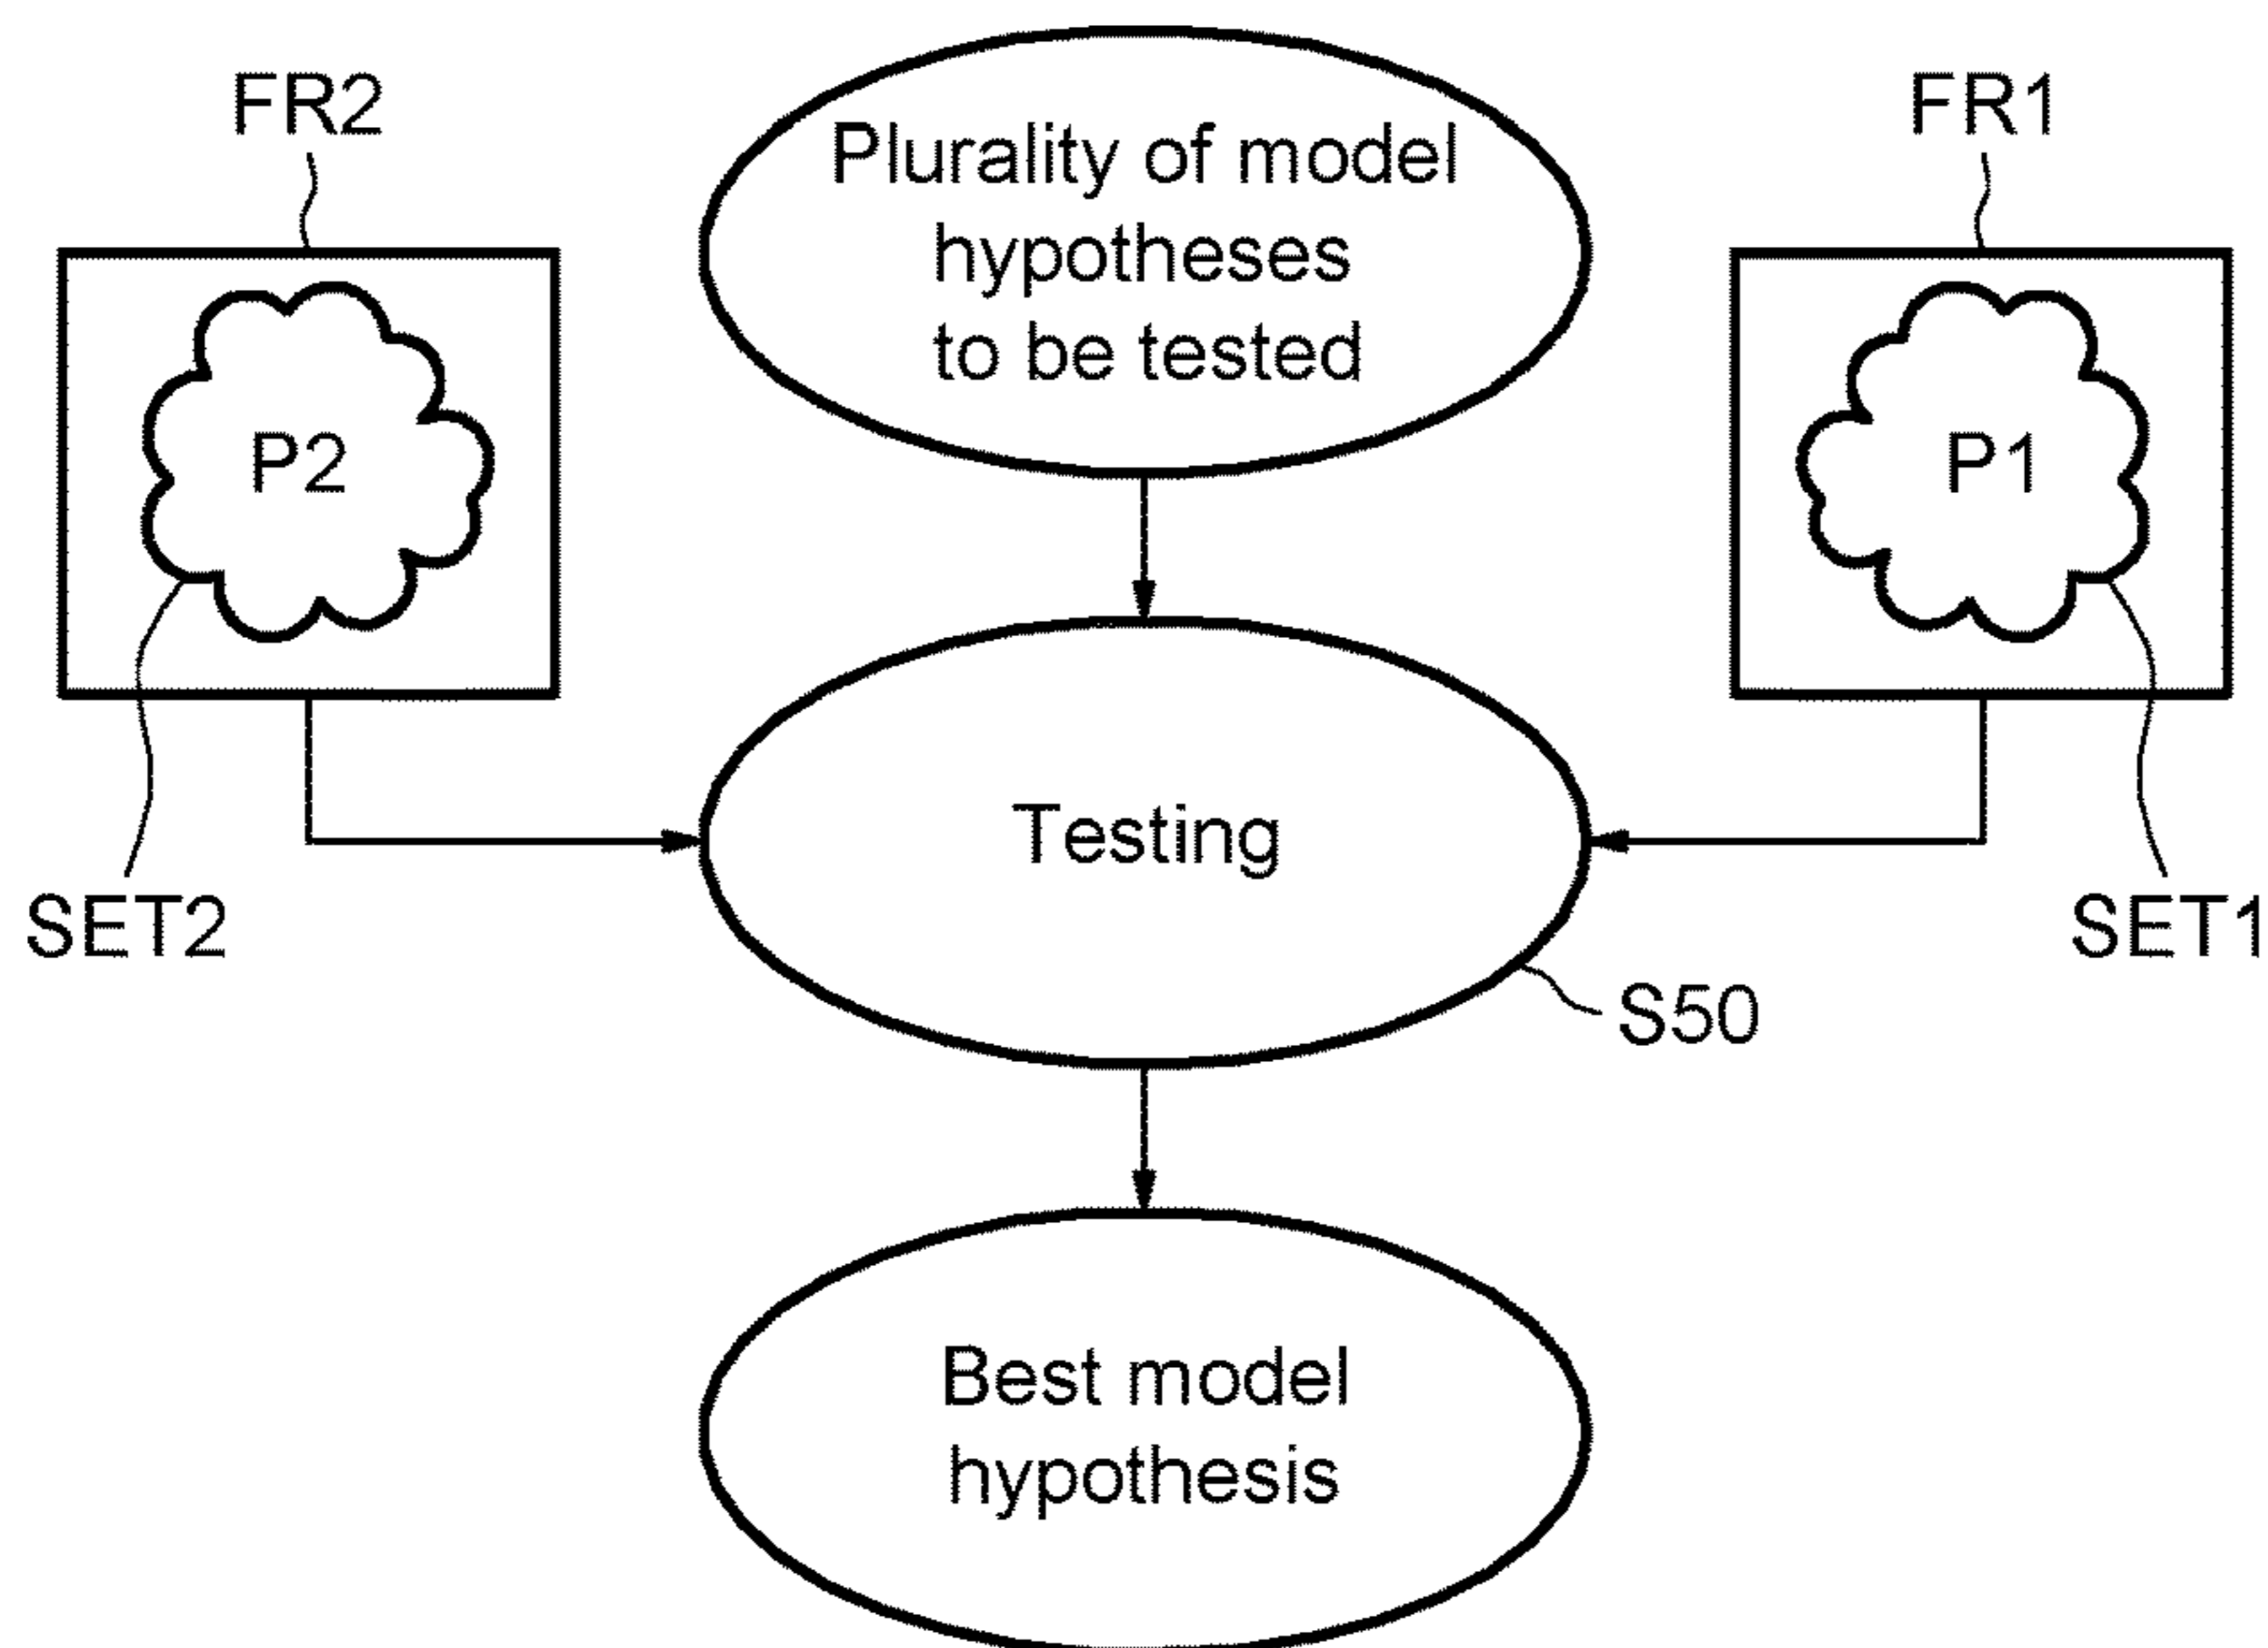 FR2
FR1
Plurality of model
hypotheses
to be tested
P2
P1
Testing
SET2
SET1
S50
Best model
hypothesis